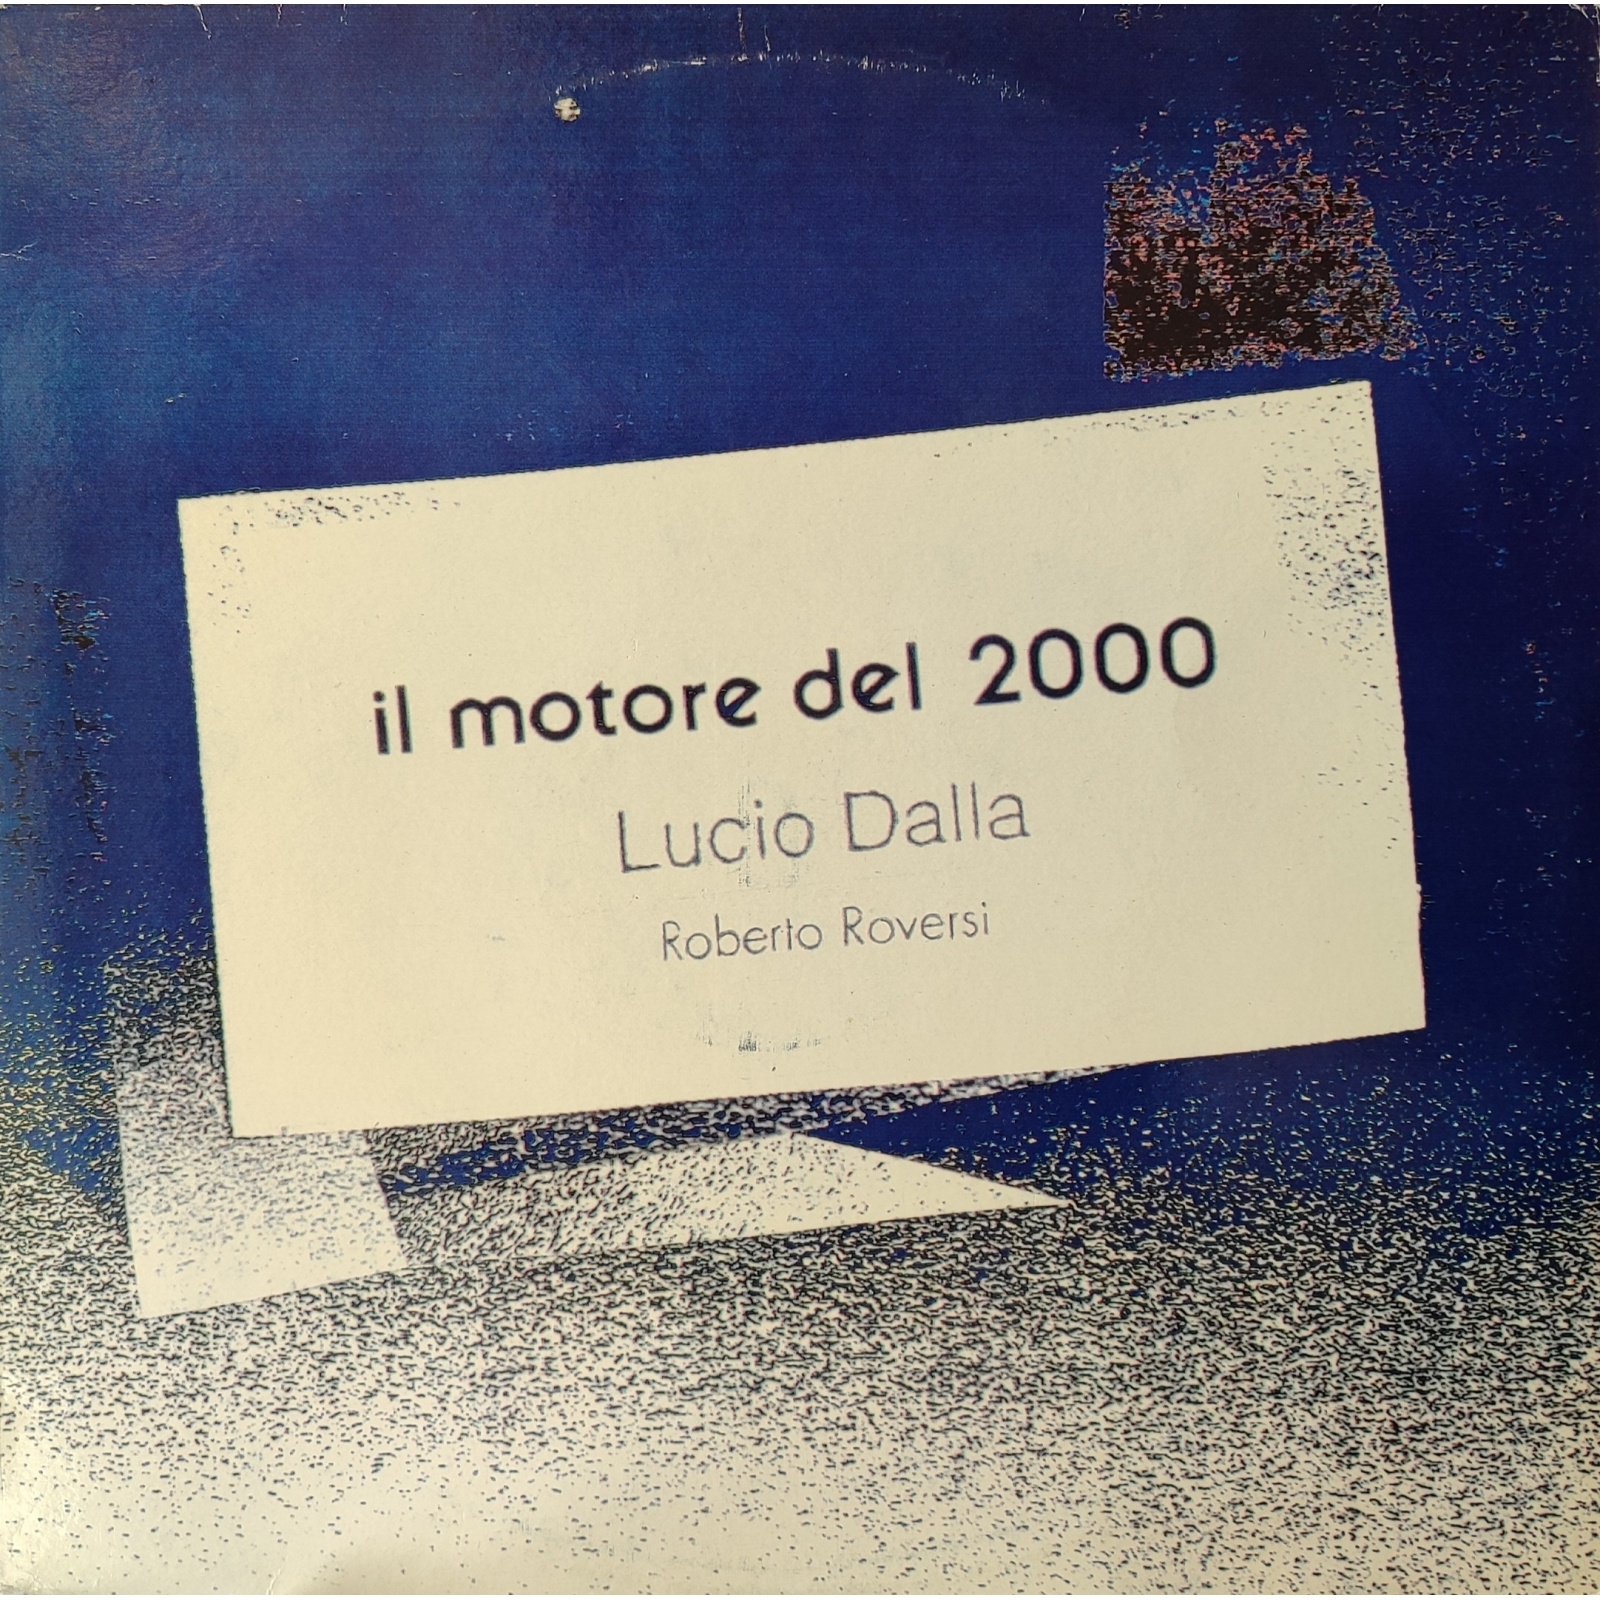 il motore del 2000
Lucio Dalla
Roberto Roversi